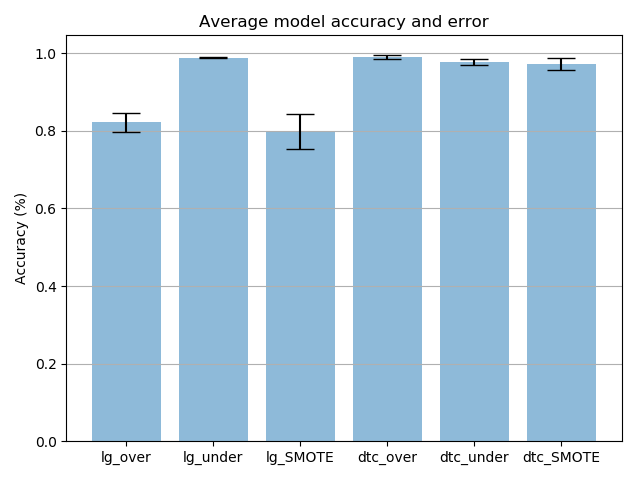 Average model accuracy and error
Accuracy (%)
1.0
0.8
0.6
0.4
0.2
0.0
lg_over lg_under lg_SMOTE dtc_over dtc_under dtc_SMOTE